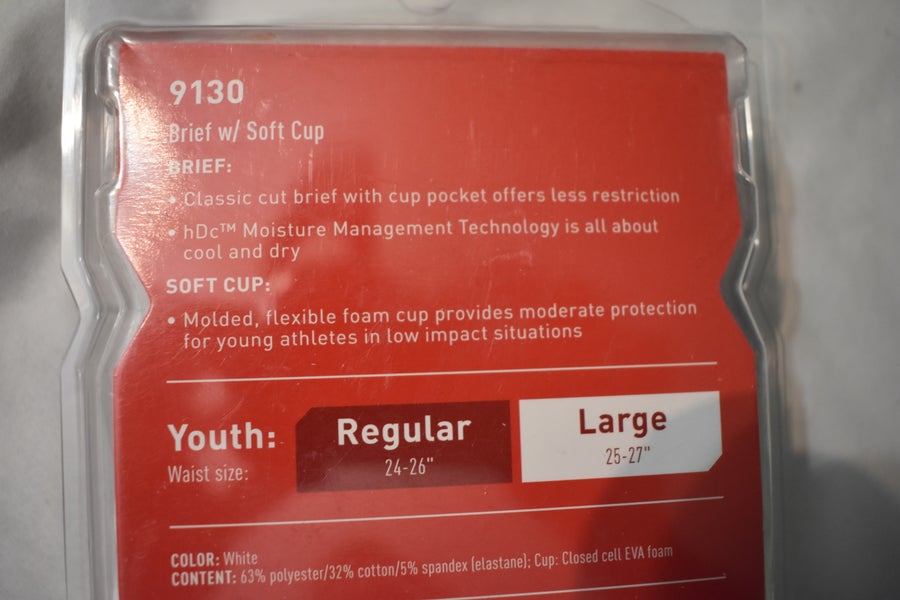 9130
Brief w/ Soft Cup
BRIEF:
• Classic cut brief with cup pocket offers less restriction
• hDc™ Moisture Management Technology is all about
cool and dry
SOFT CUP:
• Molded, flexible foam cup provides moderate protection
for young athletes in low impact situations
Youth: Regular Large
Waist size: 24-26" 25-27"
COLOR: White
CONTENT: 63% polyester/32% cotton/5% spandex (elastane); Cup: Closed cell EVA foam